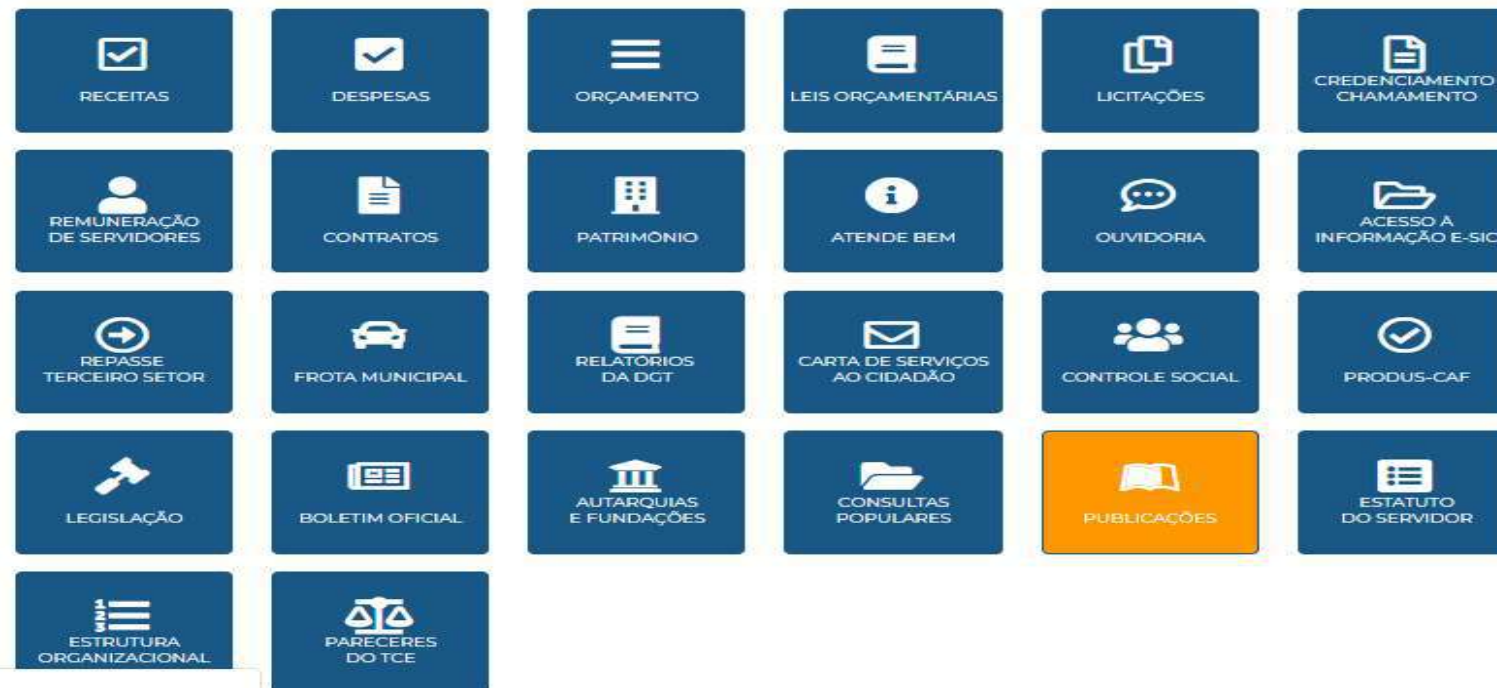 RECEITAS
DESPESAS
ORÇAMENTO
LEIS ORÇAMENTÁRIAS
LICITAÇÕES
CREDENCIAMENTO
CHAMAMENTO
REMUNERAÇÃO
DE SERVIDORES
CONTRATOS
PATRIMÔNIO
ATENDE BEM
OUVIDORIA
ACESSO À
INFORMAÇÃO E-SIC
REPASSE
TERCEIRO SETOR
FROTA MUNICIPAL
RELATÓRIOS
DA DGT
CARTA DE SERVIÇOS
AO CIDADÃO
CONTROLE SOCIAL
PRODUS-CAF
LEGISLAÇÃO
BOLETIM OFICIAL
AUTARQUIAS
E FUNDAÇÕES
CONSULTAS
POPULARES
PUBLICAÇÕES
ESTATUTO
DO SERVIDOR
ESTRUTURA
ORGANIZACIONAL
PARECERES
DO TCE